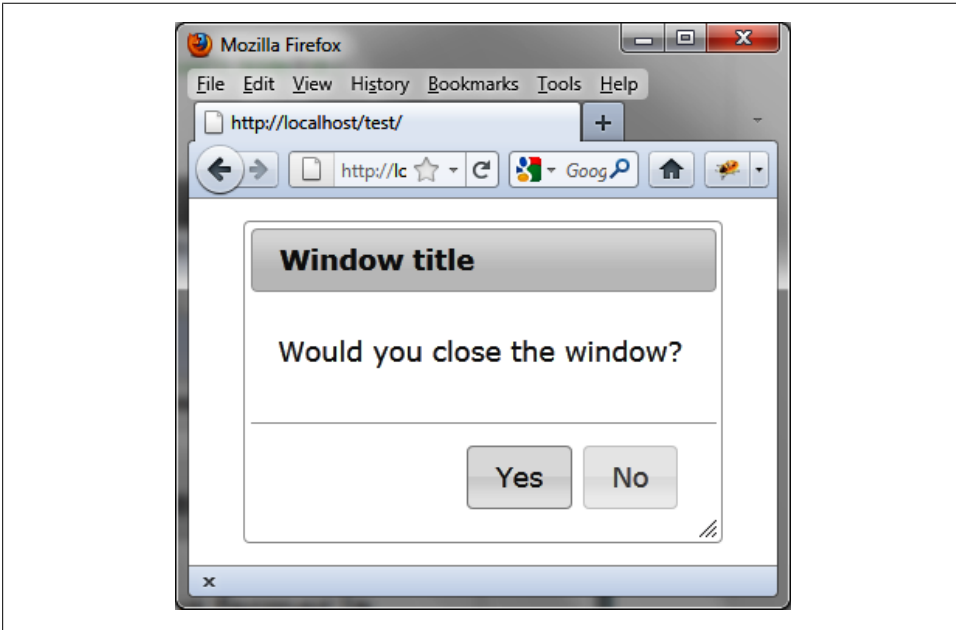 Mozilla Firefox
File Edit View History Bookmarks Tools Help
http://localhost/test/
http://lc Goog
Window title
Would you close the window?
Yes No